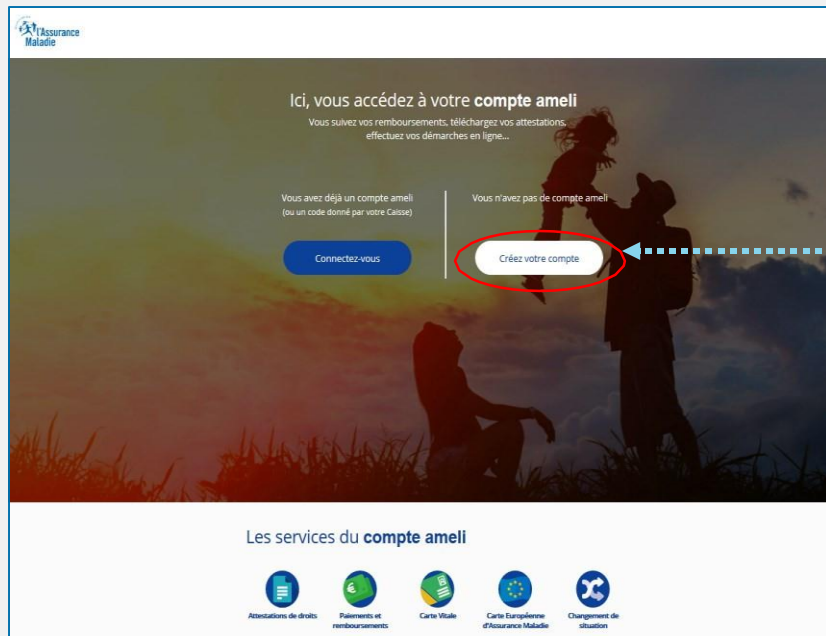 l'Assurance
Maladie
Ici, vous accédez à votre compte ameli
Vous suivez vos remboursements, téléchargez vos attestations,
effectuez vos démarches en ligne...
Vous avez déjà un compte ameli
(ou un code donné par votre Caisse)
Connectez-vous
Vous n'avez pas de compte ameli
Créez votre compte
Les services du compte ameli
Attestations de droits
Paiements et
remboursements
Carte Vitale
Carte Européenne
d'Assurance Maladie
Changement de
situation